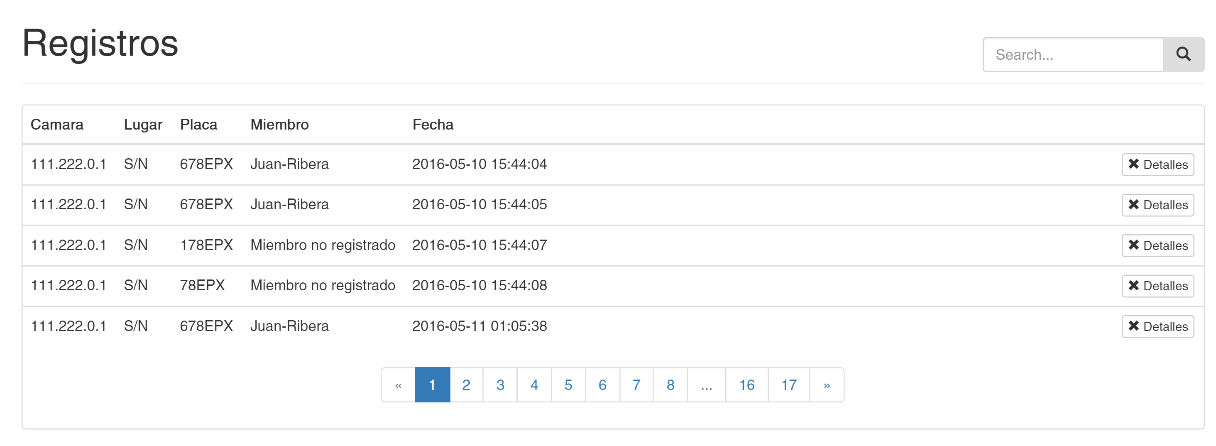 Registros
Search...
Camara Lugar Placa Miembro Fecha
111.222.0.1 S/N 678EPX Juan-Ribera 2016-05-10 15:44:04 Detalles
111.222.0.1 S/N 678EPX Juan-Ribera 2016-05-10 15:44:05 Detalles
111.222.0.1 S/N 178EPX Miembro no registrado 2016-05-10 15:44:07 Detalles
111.222.0.1 S/N 78EPX Miembro no registrado 2016-05-10 15:44:08 Detalles
111.222.0.1 S/N 678EPX Juan-Ribera 2016-05-11 01:05:38 Detalles
« 1 2 3 4 5 6 7 8 ... 16 17 »